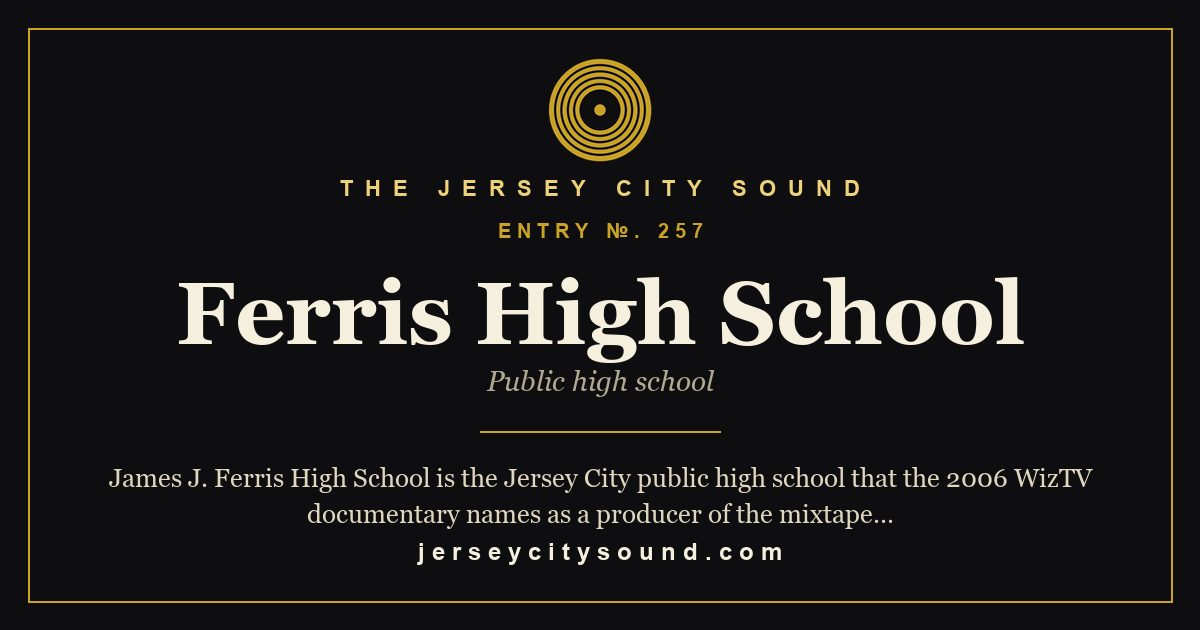 THE JERSEY CITY SOUND
ENTRY №. 257
Ferris High School
Public high school
James J. Ferris High School is the Jersey City public high school that the 2006 WizTV
documentary names as a producer of the mixtape...
jerseycitysound.com